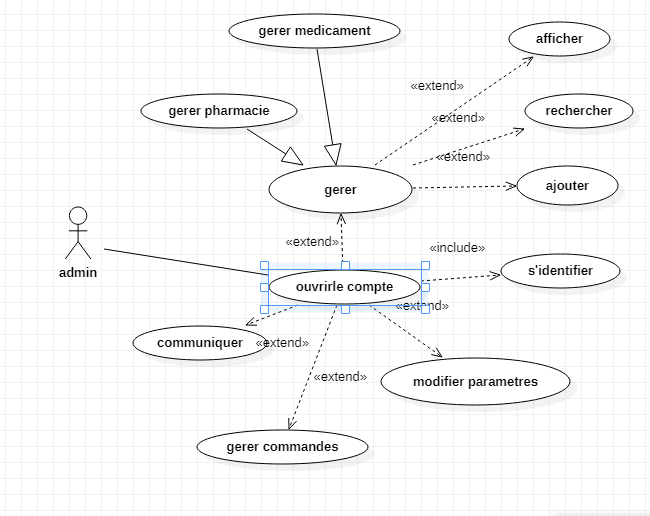 gerer medicament
afficher
«extend»
gerer pharmacie
rechercher
«extend»
«extend»
gerer
ajouter
admin
«extend»
«include»
s'identifier
ouvrirle compte
«extend»
communiquer
«extend»
«extend»
modifier parametres
gerer commandes